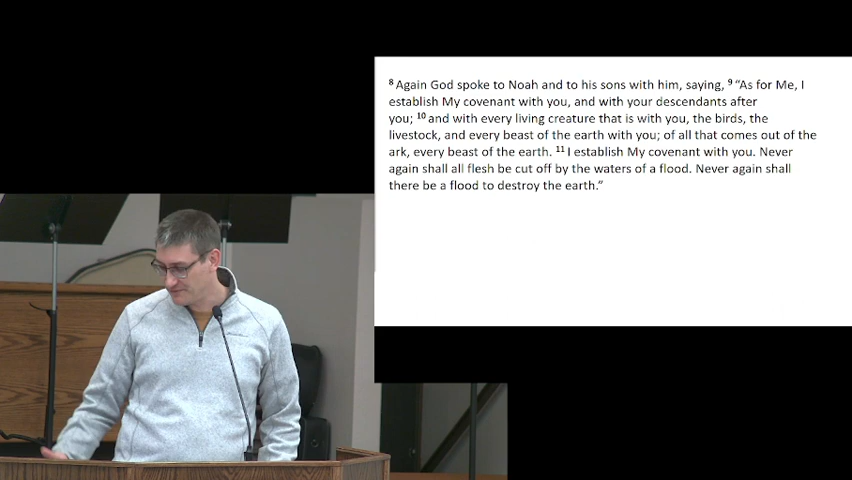 ⁸ Again God spoke to Noah and to his sons with him, saying, ⁹ “As for Me, I
establish My covenant with you, and with your descendants after
you; ¹⁰ and with every living creature that is with you, the birds, the
livestock, and every beast of the earth with you; of all that comes out of the
ark, every beast of the earth. ¹¹ I establish My covenant with you. Never
again shall all flesh be cut off by the waters of a flood. Never again shall
there be a flood to destroy the earth.”